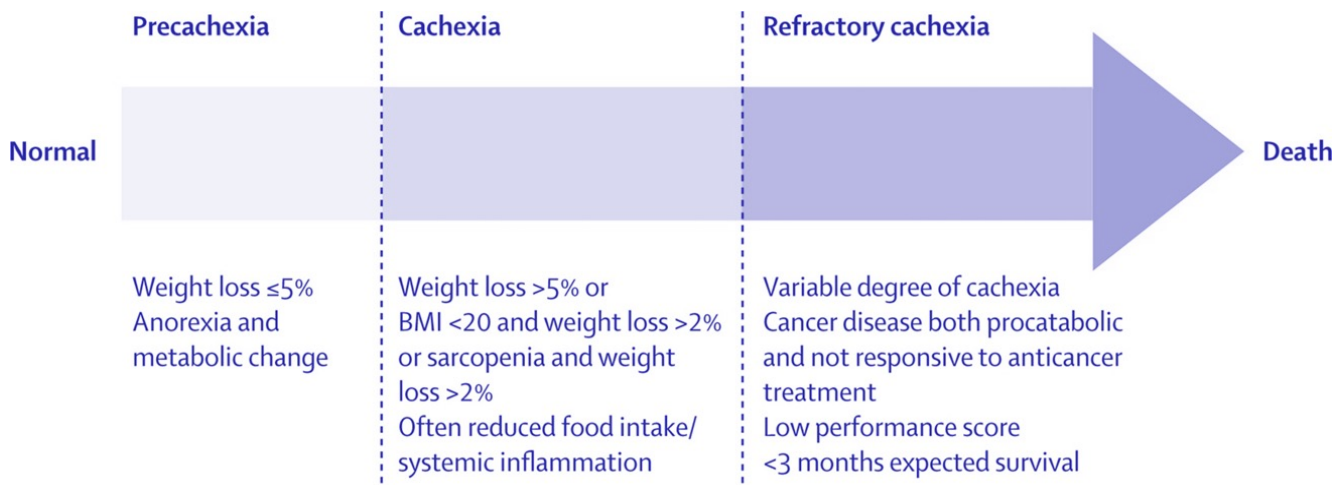 Precachexia
Cachexia
Refractory cachexia
Normal
Death
Weight loss ≤5%
Anorexia and
metabolic change
Weight loss >5% or
BMI <20 and weight loss >2%
or sarcopenia and weight
loss >2%
Often reduced food intake/
systemic inflammation
Variable degree of cachexia
Cancer disease both procatabolic
and not responsive to anticancer
treatment
Low performance score
<3 months expected survival